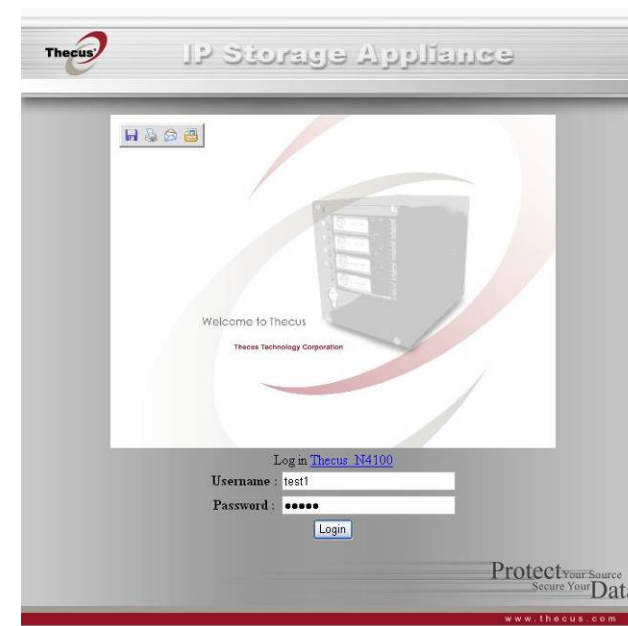 Thecus
IP Storage Appliance
Welcome to Thecus
Thecus Technology Corporation
Log in Thecus_N4100
Username : test1
Password : •••••
Login
Protect Your Source
Secure Your Data
www.thecus.com